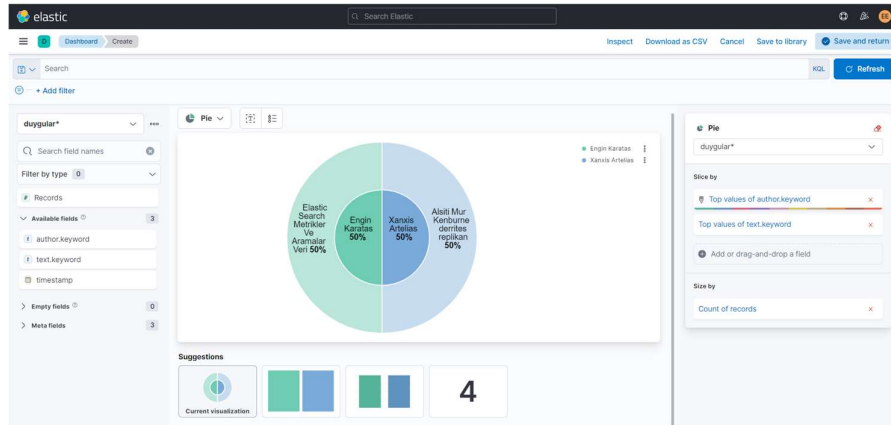 elastic
Search Elastic
EE
D
Dashboard
Create
Inspect
Download as CSV
Cancel
Save to library
Save and return
Search
KQL
Refresh
+ Add filter
duygular*
Search field names
Filter by type 0
Records
Available fields
3
author.keyword
text.keyword
timestamp
Empty fields
0
Meta fields
3
Pie
Engin Karatas
Xanxis Artelias
Elastic
Search
Metrikler
Ve
Aramalar
Veri 50%
Engin
Karatas
50%
Xanxis
Artelias
50%
Alsiti Mur
Kenburne
derrites
replikan
50%
Suggestions
Current visualization
4
Pie
duygular*
Slice by
Top values of author.keyword
Top values of text.keyword
Add or drag-and-drop a field
Size by
Count of records